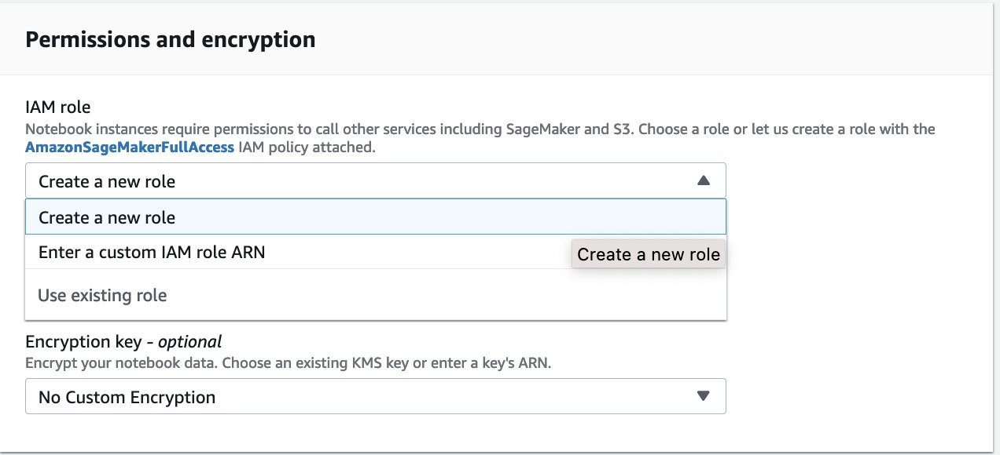 Permissions and encryption
IAM role
Notebook instances require permissions to call other services including SageMaker and S3. Choose a role or let us create a role with the
AmazonSageMakerFullAccess IAM policy attached.
Create a new role
Create a new role
Enter a custom IAM role ARN
Create a new role
Use existing role
Encryption key - optional
Encrypt your notebook data. Choose an existing KMS key or enter a key's ARN.
No Custom Encryption